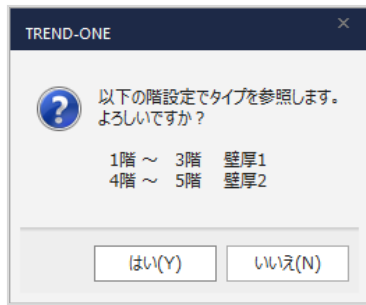 TREND-ONE
以下の階設定でタイプを参照します。
よろしいですか？
1階 ～ 3階 壁厚1
4階 ～ 5階 壁厚2
はい(Y) いいえ(N)